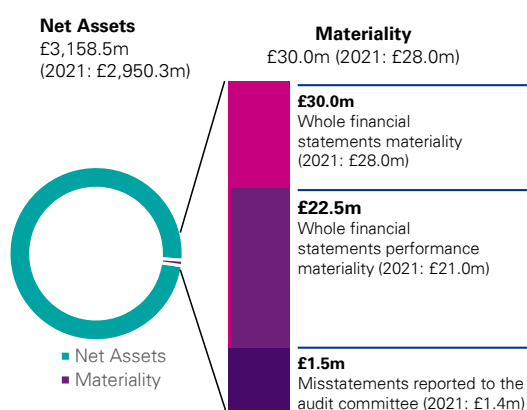 Net Assets
£3,158.5m
(2021: £2,950.3m)
Materiality
£30.0m (2021: £28.0m)
£30.0m
Whole financial
statements materiality
(2021: £28.0m)
£22.5m
Whole financial
statements performance
materiality (2021: £21.0m)
£1.5m
Misstatements reported to the
audit committee (2021: £1.4m)
Net Assets
Materiality